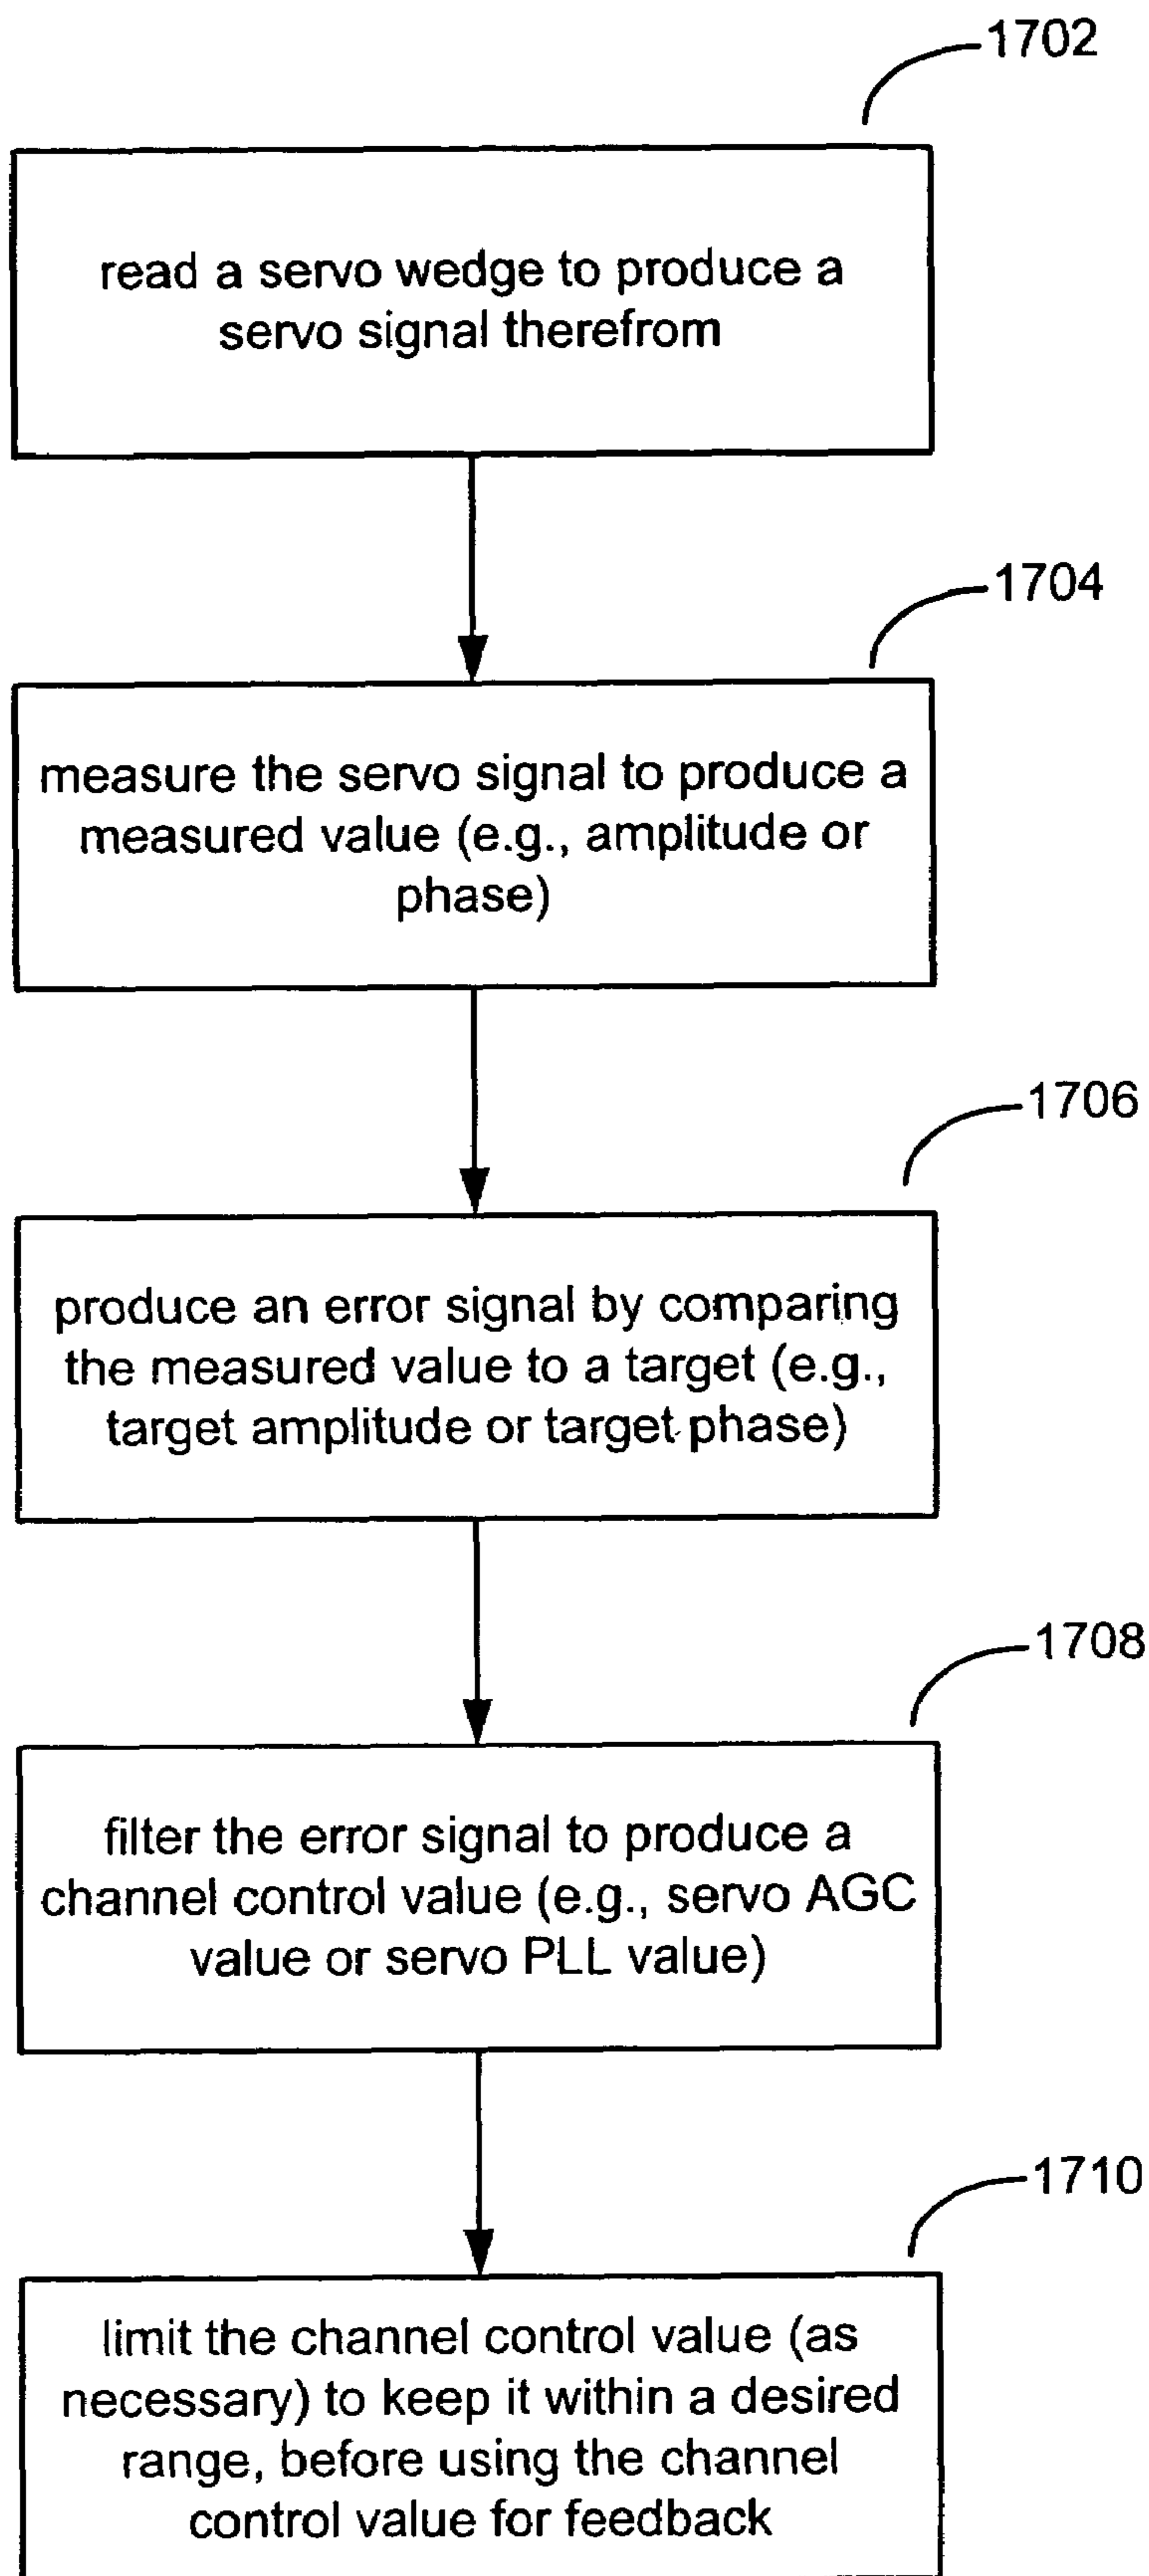 1702
read a servo wedge to produce a
servo signal therefrom
1704
measure the servo signal to produce a
measured value (e.g., amplitude or
phase)
1706
produce an error signal by comparing
the measured value to a target (e.g.,
target amplitude or target phase)
1708
filter the error signal to produce a
channel control value (e.g., servo AGC
value or servo PLL value)
1710
limit the channel control value (as
necessary) to keep it within a desired
range, before using the channel
control value for feedback